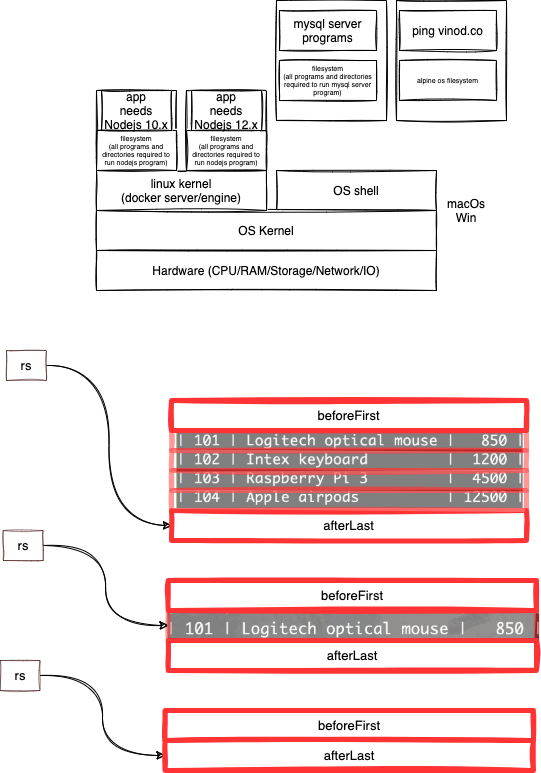 mysql server
programs
ping vinod.co
filesystem
(all programs and directories
required to run mysql server
program)
alpine os filesystem
app
needs
Nodejs 10.x
app
needs
Nodejs 12.x
filesystem
(all programs and
directories required to
run nodejs program)
filesystem
(all programs and
directories required to
run nodejs program)
linux kernel
(docker server/engine)
OS shell
macOs
Win
OS Kernel
Hardware (CPU/RAM/Storage/Network/IO)
rs
beforeFirst
| 101 | Logitech optical mouse | 850 |
| 102 | Intex keyboard | 1200 |
| 103 | Raspberry Pi 3 | 4500 |
| 104 | Apple airpods | 12500 |
afterLast
rs
beforeFirst
| 101 | Logitech optical mouse | 850 |
afterLast
rs
beforeFirst
afterLast